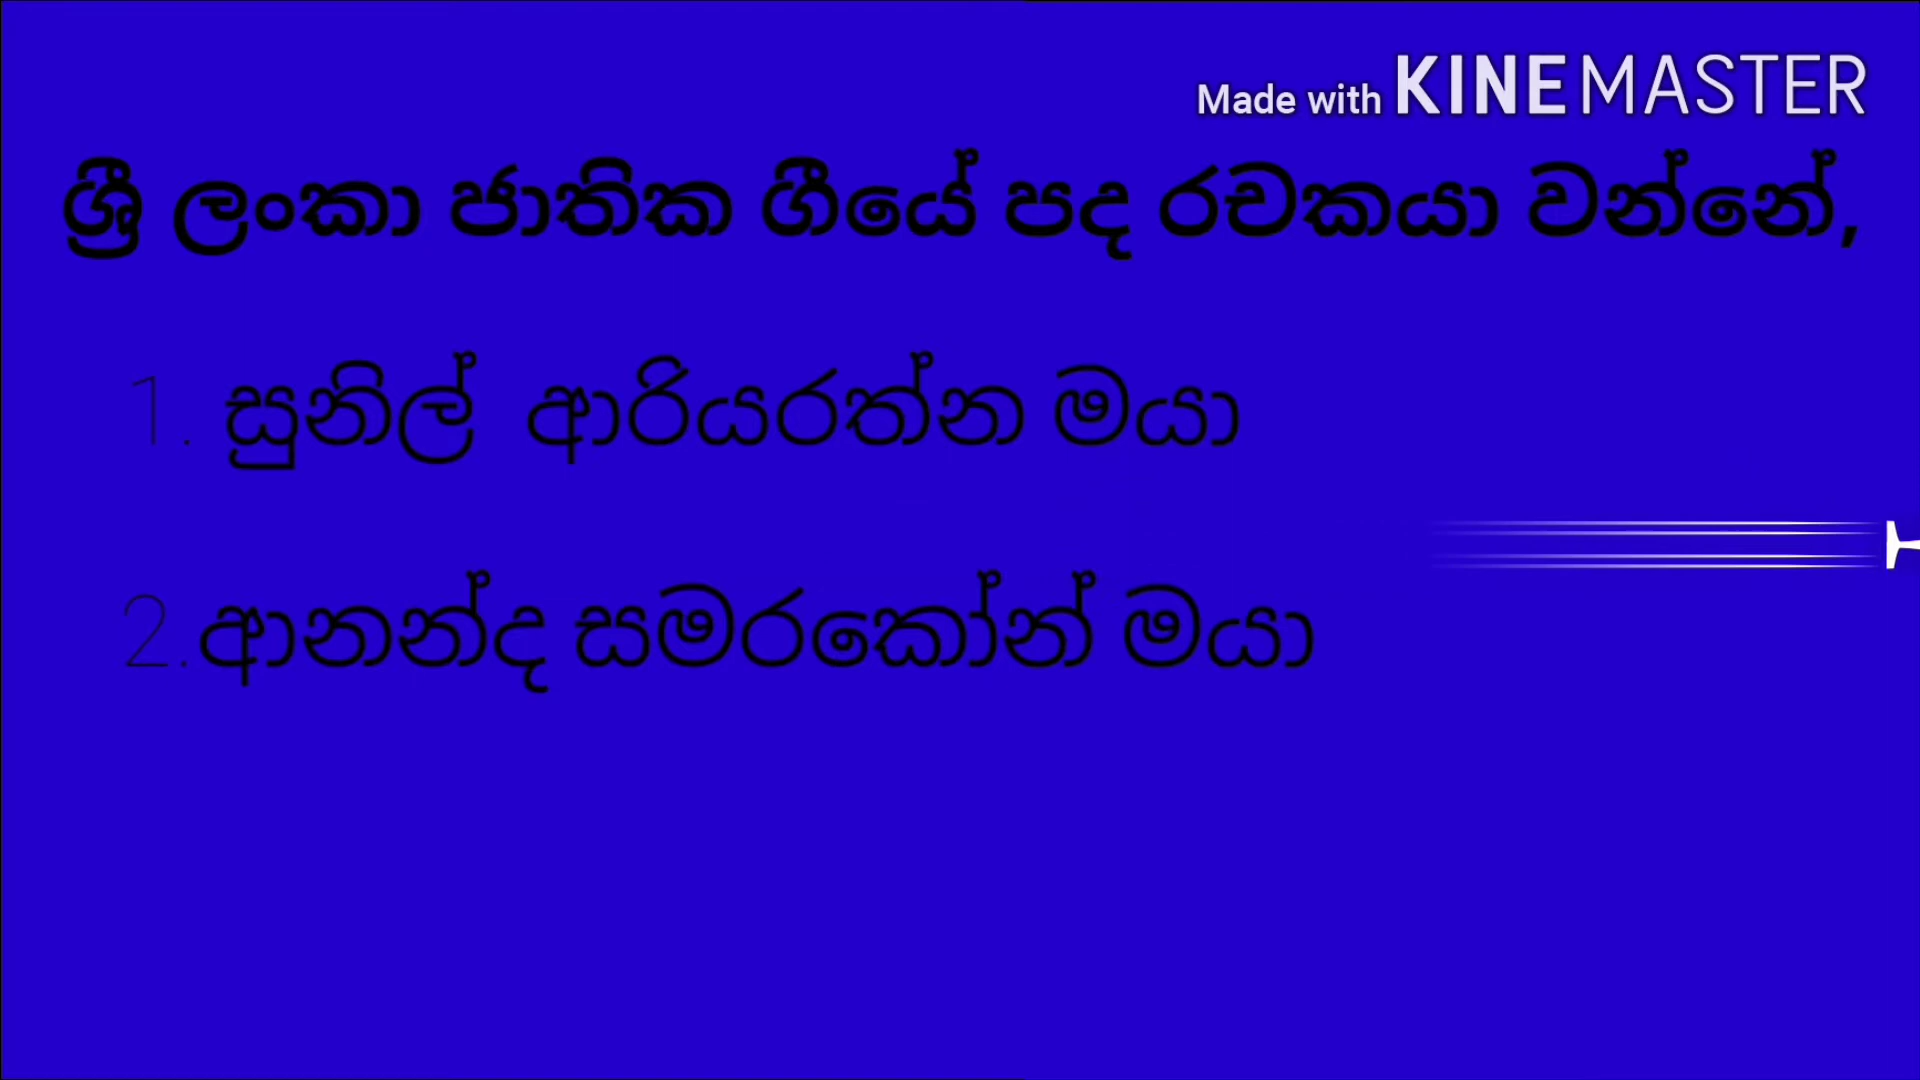 Made with KINEMASTER
ශ්‍රී ලංකා ජාතික ගීයේ පද රචකයා වන්නේ,
1. සුනිල් ආරියරත්න මයා
2.ආනන්ද සමරකෝන් මයා